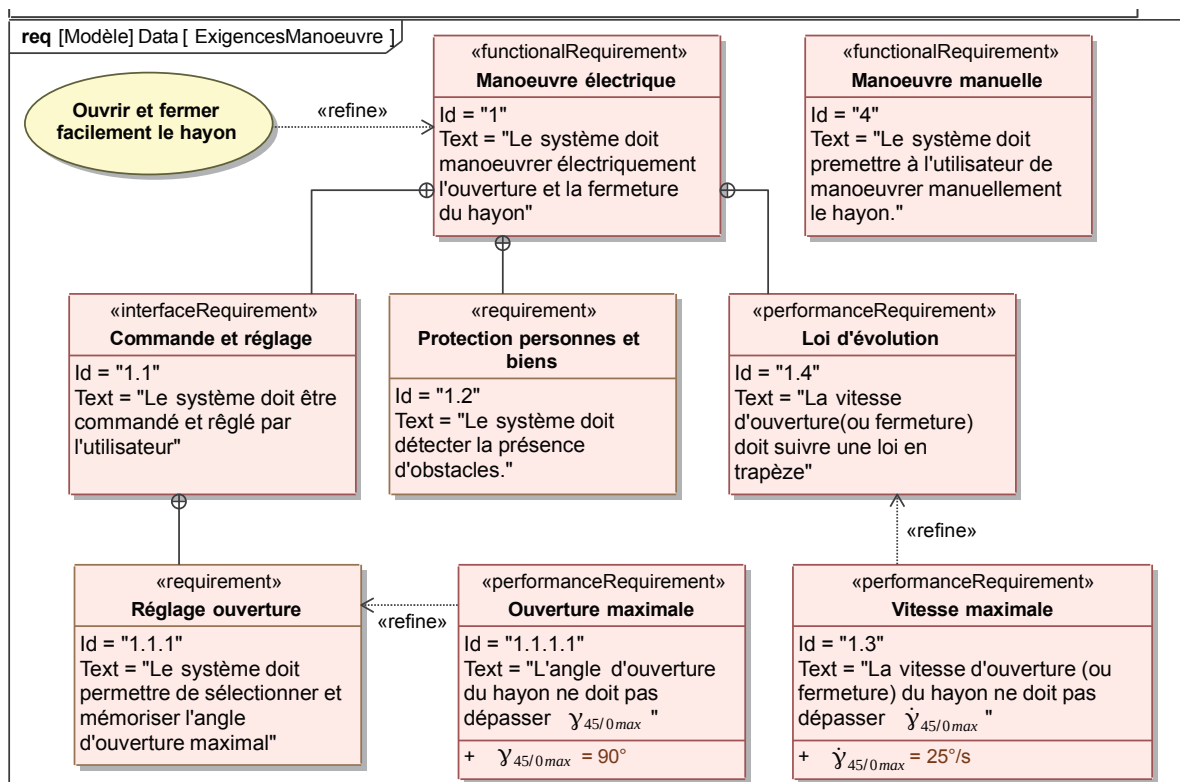 req [Modèle] Data [ ExigencesManoeuvre ]
Ouvrir et fermer
facilement le hayon
«refine»
«functionalRequirement»
Manoeuvre électrique
Id = "1"
Text = "Le système doit
manoeuvrer électriquement
l'ouverture et la fermeture
du hayon"
«functionalRequirement»
Manoeuvre manuelle
Id = "4"
Text = "Le système doit
premettre à l'utilisateur de
manoeuvrer manuellement
le hayon."
«interfaceRequirement»
Commande et réglage
Id = "1.1"
Text = "Le système doit être
commandé et rêglé par
l'utilisateur"
«requirement»
Protection personnes et
biens
Id = "1.2"
Text = "Le système doit
détecter la présence
d'obstacles."
«performanceRequirement»
Loi d'évolution
Id = "1.4"
Text = "La vitesse
d'ouverture(ou fermeture)
doit suivre une loi en
trapèze"
«refine»
«requirement»
Réglage ouverture
Id = "1.1.1"
Text = "Le système doit
permettre de sélectionner et
mémoriser l'angle
d'ouverture maximal"
«refine»
«performanceRequirement»
Ouverture maximale
Id = "1.1.1.1"
Text = "L'angle d'ouverture
du hayon ne doit pas
dépasser γ45/0max "
+ γ45/0max = 90°
«performanceRequirement»
Vitesse maximale
Id = "1.3"
Text = "La vitesse d'ouverture (ou
fermeture) du hayon ne doit pas
dépasser γ̇45/0max "
+ γ̇45/0max = 25°/s